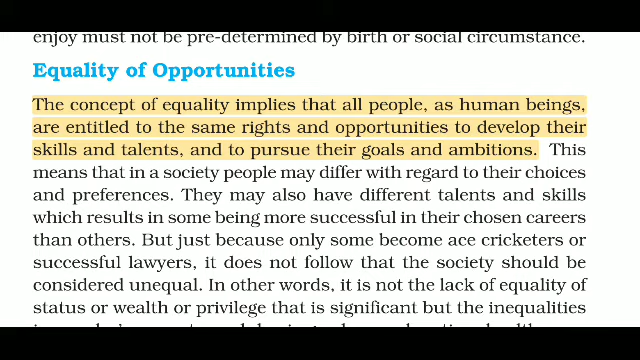 enjoy must not be pre-determined by birth or social circumstance.
Equality of Opportunities
The concept of equality implies that all people, as human beings,
are entitled to the same rights and opportunities to develop their
skills and talents, and to pursue their goals and ambitions. This
means that in a society people may differ with regard to their choices
and preferences. They may also have different talents and skills
which results in some being more successful in their chosen careers
than others. But just because only some become ace cricketers or
successful lawyers, it does not follow that the society should be
considered unequal. In other words, it is not the lack of equality of
status or wealth or privilege that is significant but the inequalities